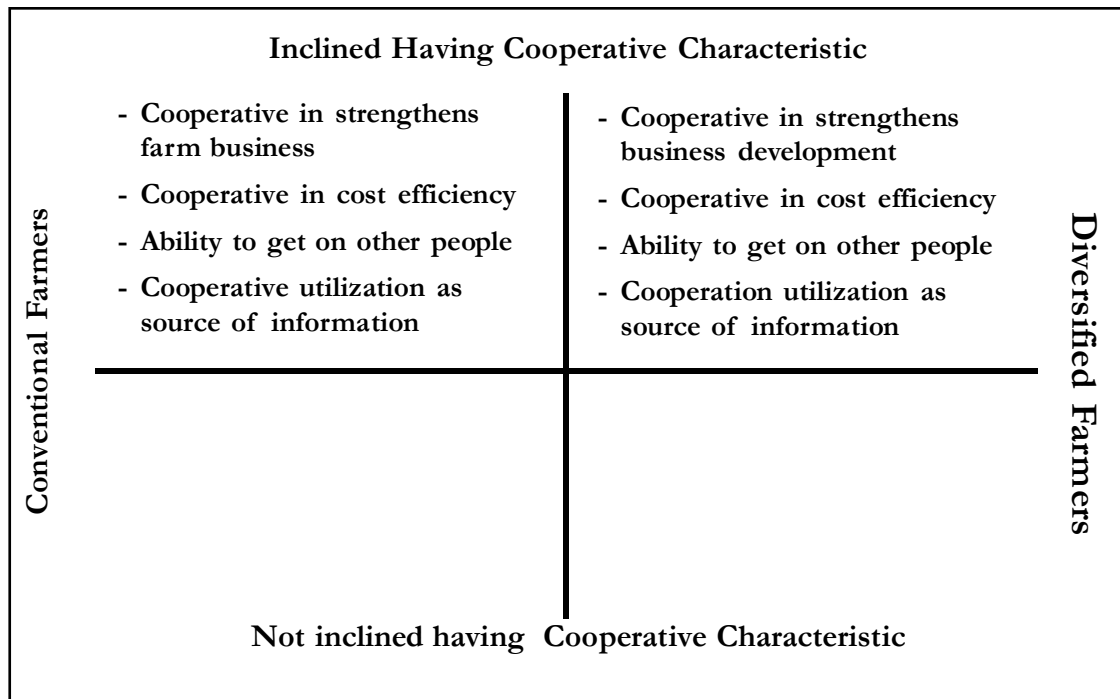 Inclined Having Cooperative Characteristic
Conventional Farmers
- Cooperative in strengthens
farm business
- Cooperative in cost efficiency
- Ability to get on other people
- Cooperative utilization as
source of information
- Cooperative in strengthens
business development
- Cooperative in cost efficiency
- Ability to get on other people
- Cooperation utilization as
source of information
Diversified Farmers
Not inclined having Cooperative Characteristic